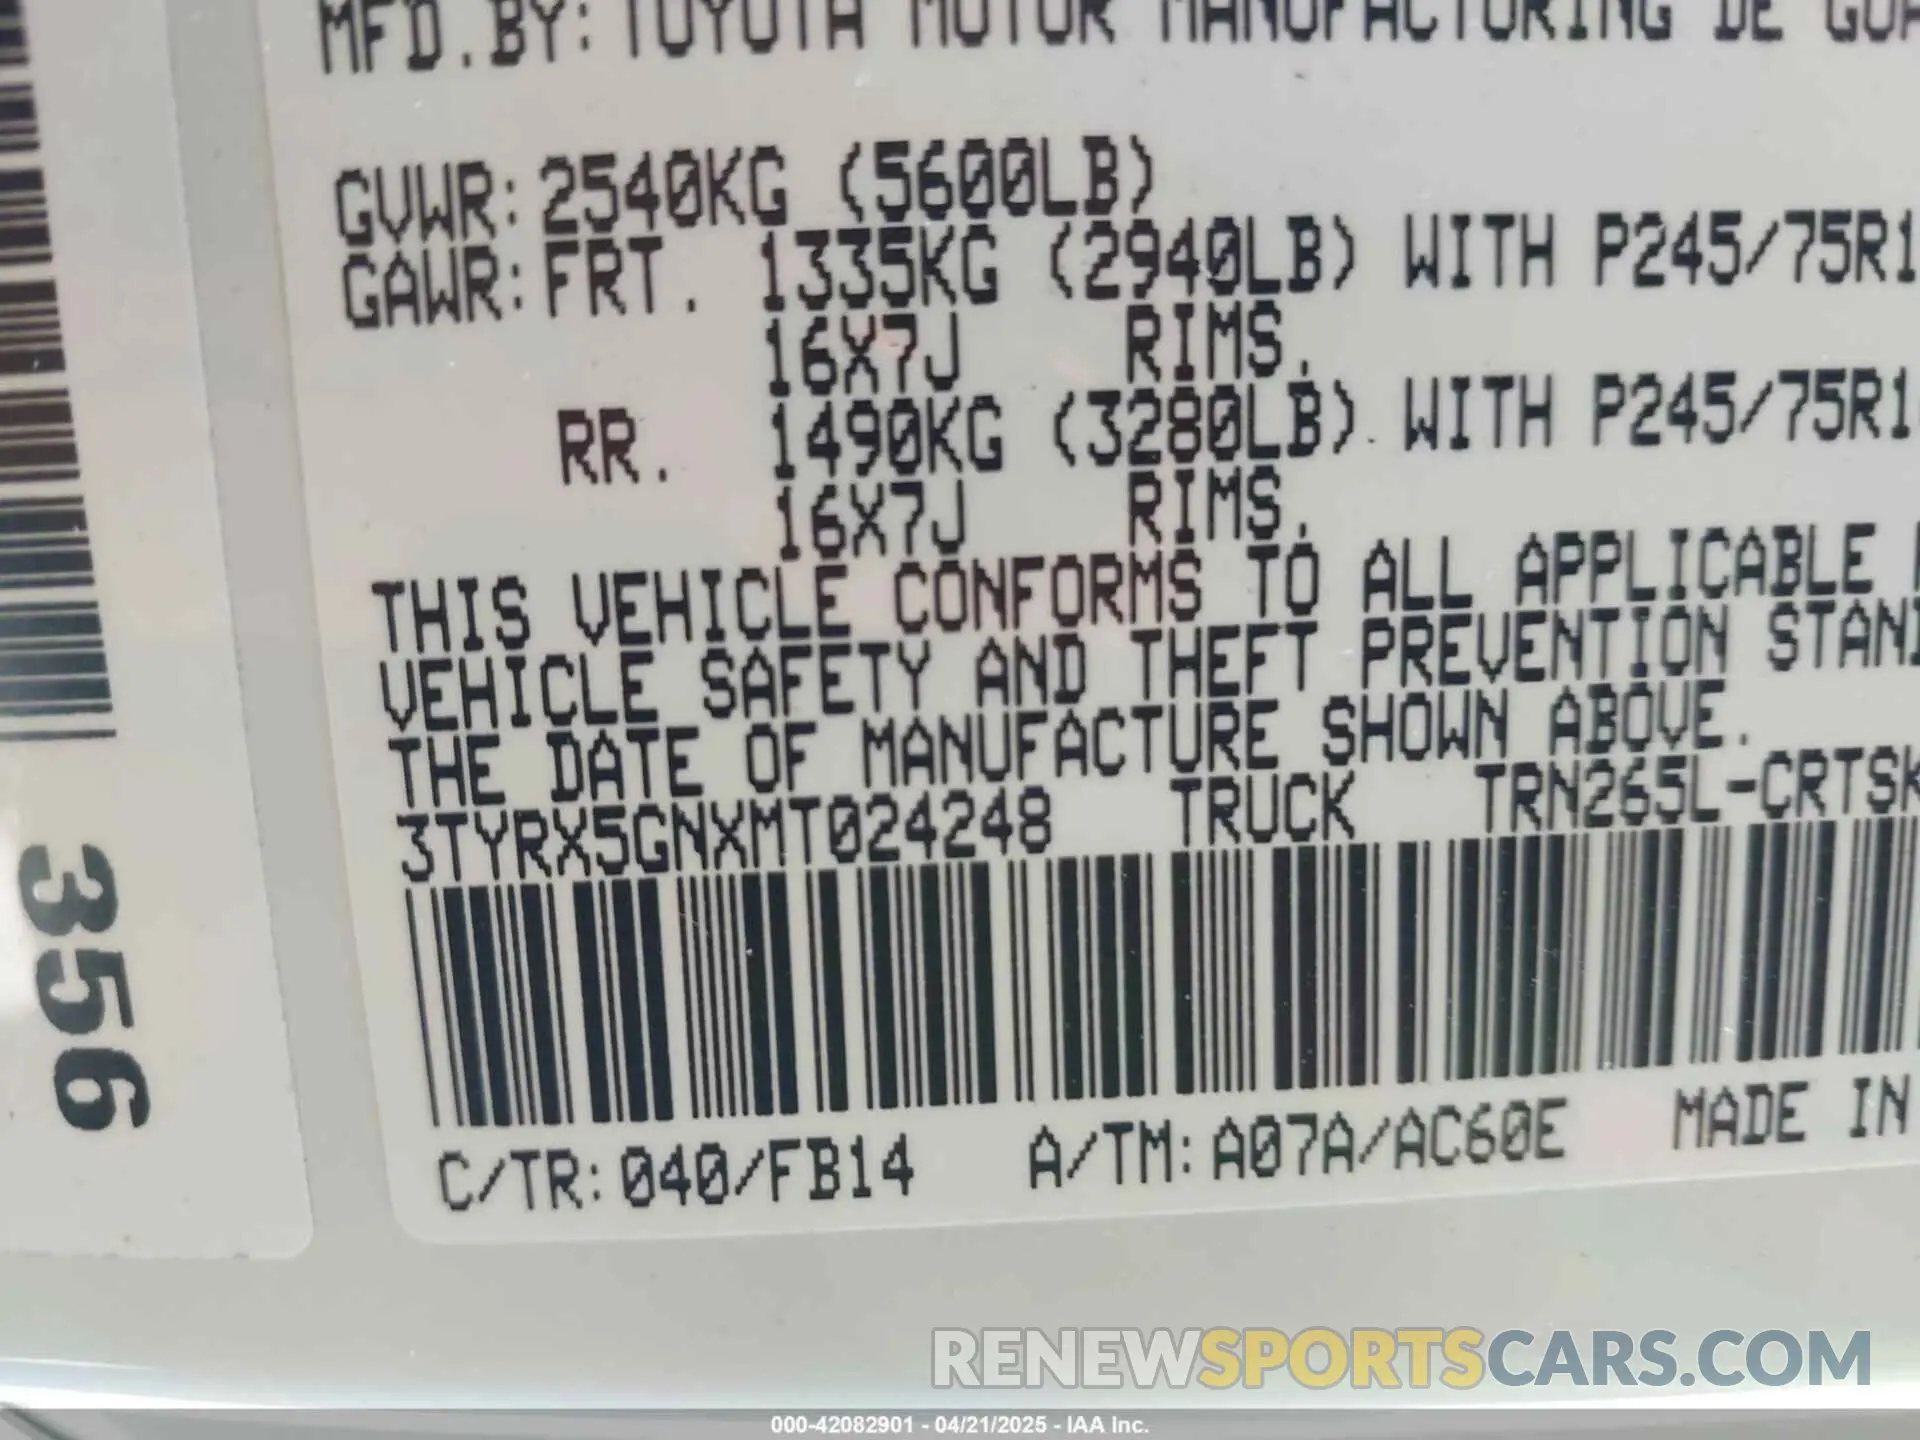 MFD.BY:TOYOTA MOTOR MANUFACTURING DE
GVWR:2540KG (5600LB)
GAWR:FRT. 1335KG (2940LB) WITH P245/75R1
16X7J RIMS.
RR. 1490KG (3280LB) WITH P245/75R1
16X7J RIMS.
THIS VEHICLE CONFORMS TO ALL APPLICABLE
VEHICLE SAFETY AND THEFT PREVENTION STAN
THE DATE OF MANUFACTURE SHOWN ABOVE.
3TYRX5GNXMT024248 TRUCK TRN265L-CRTSK
C/TR:040/FB14 A/TM:A07A/AC60E MADE IN
356
RENEWSPORTSCARS.COM
000-42082901 - 04/21/2025 - IAA Inc.